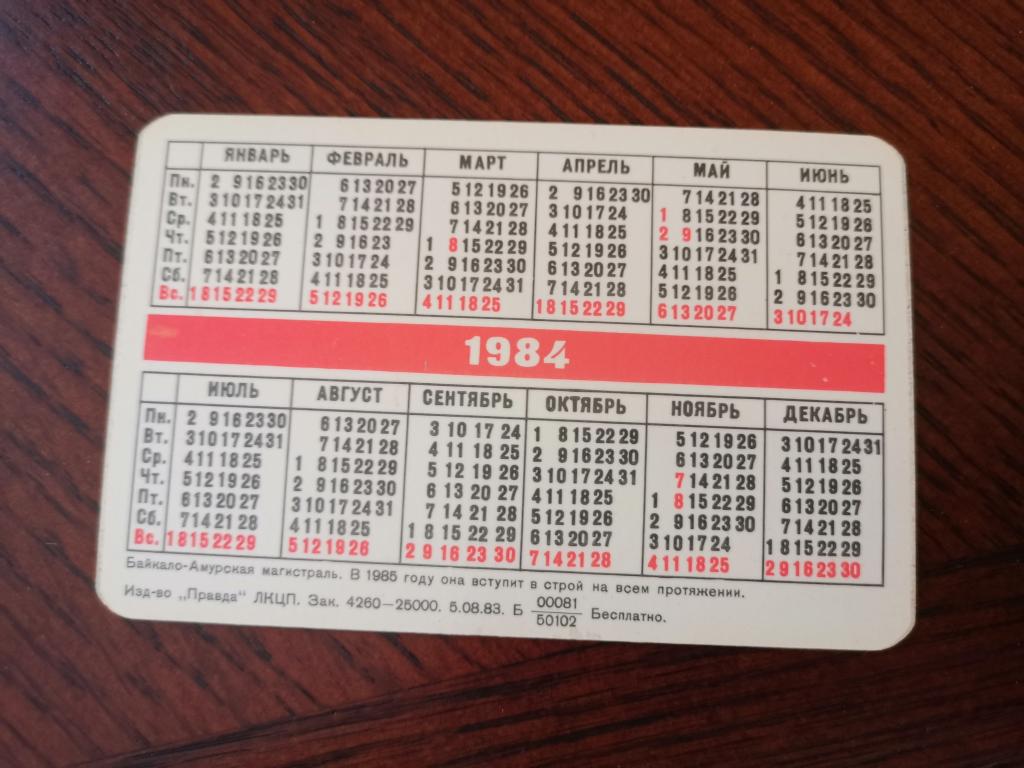 ЯНВАРЬ ФЕВРАЛЬ МАРТ АПРЕЛЬ МАЙ ИЮНЬ
Пн. 2 9 16 23 30 6 13 20 27 5 12 19 26 2 9 16 23 30 7 14 21 28 4 11 18 25
Вт. 3 10 17 24 31 7 14 21 28 6 13 20 27 3 10 17 24 1 8 15 22 29 5 12 19 26
Ср. 4 11 18 25 1 8 15 22 29 7 14 21 28 4 11 18 25 2 9 16 23 30 6 13 20 27
Чт. 5 12 19 26 2 9 16 23 1 8 15 22 29 5 12 19 26 3 10 17 24 31 7 14 21 28
Пт. 6 13 20 27 3 10 17 24 2 9 16 23 30 6 13 20 27 4 11 18 25 1 8 15 22 29
Сб. 7 14 21 28 4 11 18 25 3 10 17 24 31 7 14 21 28 5 12 19 26 2 9 16 23 30
Вс. 1 8 15 22 29 5 12 19 26 4 11 18 25 1 8 15 22 29 6 13 20 27 3 10 17 24
1984
ИЮЛЬ АВГУСТ СЕНТЯБРЬ ОКТЯБРЬ НОЯБРЬ ДЕКАБРЬ
Пн. 2 9 16 23 30 6 13 20 27 3 10 17 24 1 8 15 22 29 5 12 19 26 3 10 17 24 31
Вт. 3 10 17 24 31 7 14 21 28 4 11 18 25 2 9 16 23 30 6 13 20 27 4 11 18 25
Ср. 4 11 18 25 1 8 15 22 29 5 12 19 26 3 10 17 24 31 7 14 21 28 5 12 19 26
Чт. 5 12 19 26 2 9 16 23 30 6 13 20 27 4 11 18 25 1 8 15 22 29 6 13 20 27
Пт. 6 13 20 27 3 10 17 24 31 7 14 21 28 5 12 19 26 2 9 16 23 30 7 14 21 28
Сб. 7 14 21 28 4 11 18 25 1 8 15 22 29 6 13 20 27 3 10 17 24 1 8 15 22 29
Вс. 1 8 15 22 29 5 12 19 26 2 9 16 23 30 7 14 21 28 4 11 18 25 2 9 16 23 30
Байкало-Амурская магистраль. В 1985 году она вступит в строй на всем протяжении.
Изд-во „Правда" ЛКЦП. Зак. 4260—25000. 5.08.83. Б 00081/50102 Бесплатно.